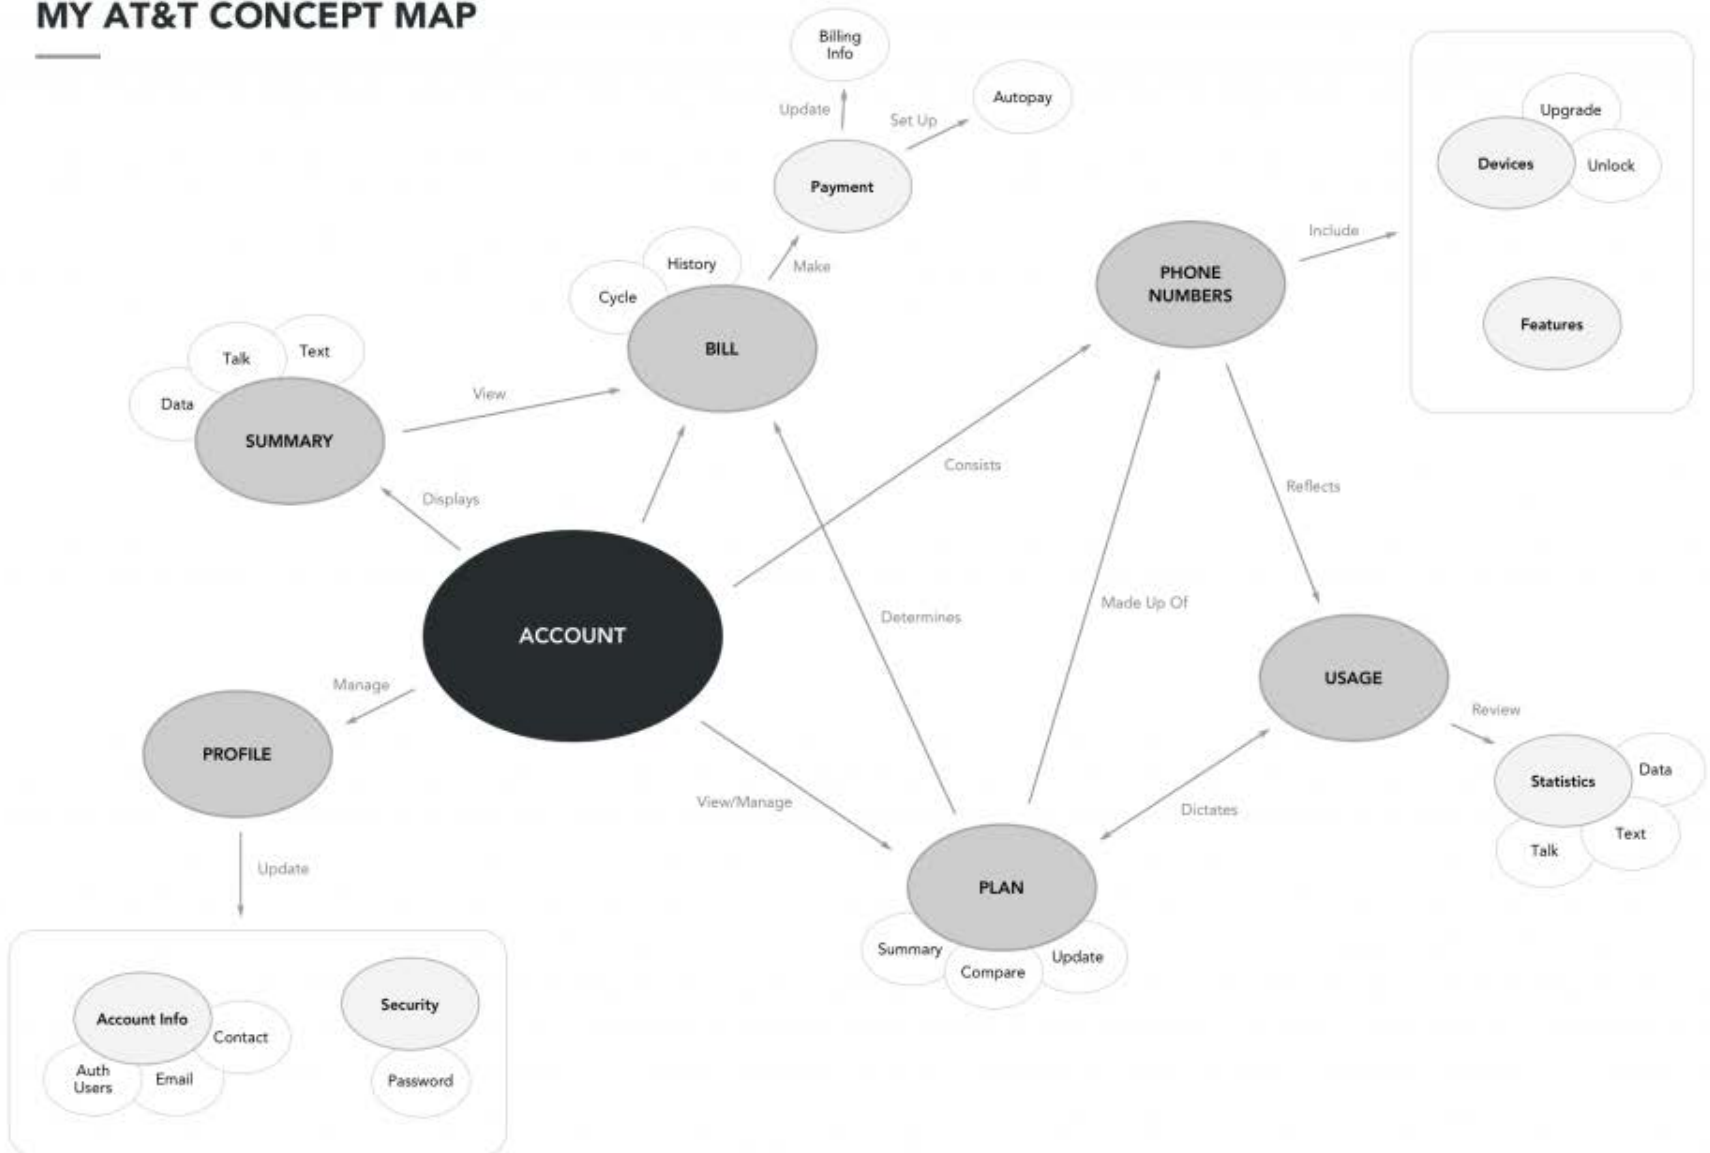 MY AT&T CONCEPT MAP
Billing
Info
Update
Set Up
Autopay
Payment
Make
History
Cycle
BILL
Talk
Text
Data
SUMMARY
View
Displays
ACCOUNT
Manage
PROFILE
Update
Account Info
Contact
Auth
Users
Email
Security
Password
Consists
Determines
View/Manage
PLAN
Summary
Compare
Update
Made Up Of
PHONE
NUMBERS
Include
Upgrade
Devices
Unlock
Features
Reflects
USAGE
Dictates
Review
Statistics
Data
Text
Talk